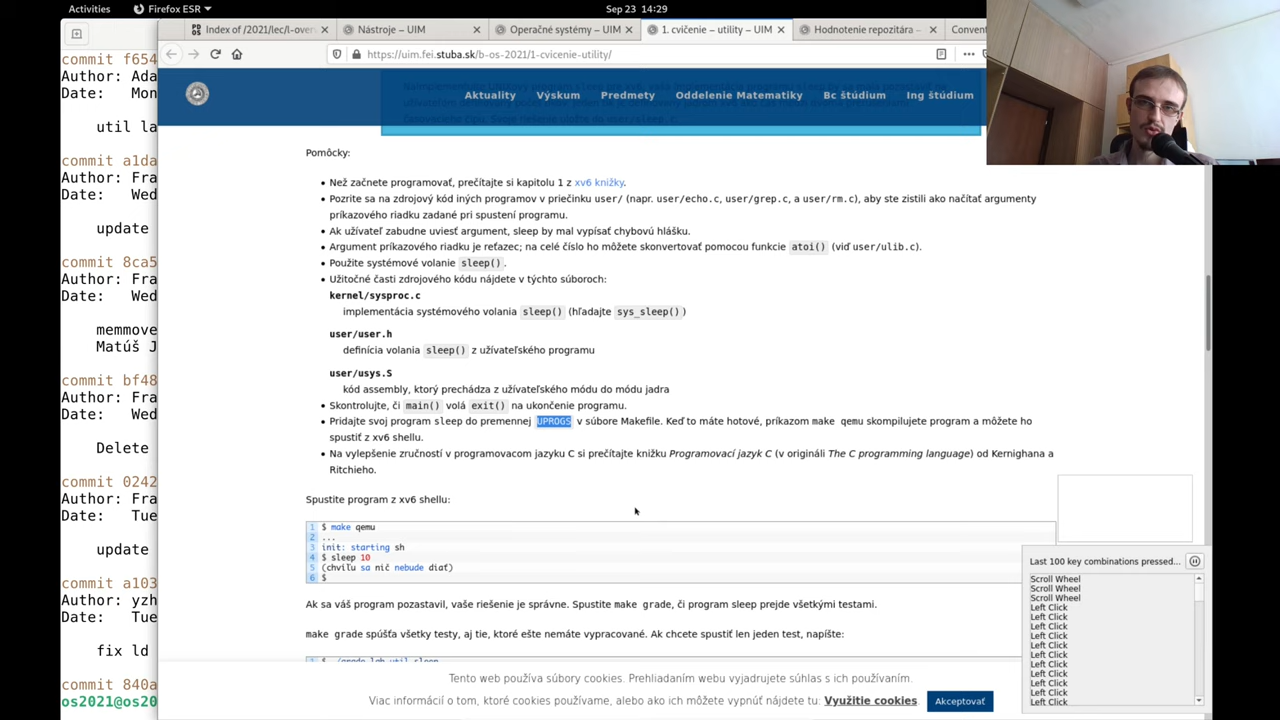 Activities
Firefox ESR
Sep 23 14:29
Index of /2021/lec/l-over
Nástroje – UIM
Operačné systémy – UIM
1. cvičenie – utility – UIM
Hodnotenie repozitára –
Convent
https://uim.fei.stuba.sk/b-os-2021/1-cvicenie-utility/
Aktuality
Výskum
Predmety
Oddelenie Matematiky
Bc štúdium
Ing štúdium
commit f654
Author: Ada
Date: Mon
util la
commit a1da
Author: Fra
Date: Wed
update
commit 8ca5
Author: Fra
Date: Wed
memmove
Matúš J
commit bf48
Author: Fra
Date: Wed
Delete
commit 0242
Author: Fra
Date: Tue
update
commit a103
Author: yzh
Date: Tue
fix ld
commit 840a
os2021@os20
Pomôcky:
Než začnete programovať, prečítajte si kapitolu 1 z xv6 knižky.
Pozrite sa na zdrojový kód iných programov v priečinku user/ (napr. user/echo.c, user/grep.c, a user/rm.c), aby ste zistili ako načítať argumenty
príkazového riadku zadané pri spustení programu.
Ak užívateľ zabudne uviesť argument, sleep by mal vypísať chybovú hlášku.
Argument príkazového riadku je reťazec; na celé číslo ho môžete skonvertovať pomocou funkcie atoi() (viď user/ulib.c).
Použite systémové volanie sleep().
Užitočné časti zdrojového kódu nájdete v týchto súboroch:
kernel/sysproc.c
implementácia systémového volania sleep() (hľadajte sys_sleep())
user/user.h
definícia volania sleep() z užívateľského programu
user/usys.S
kód assembly, ktorý prechádza z užívateľského módu do módu jadra
Skontrolujte, či main() volá exit() na ukončenie programu.
Pridajte svoj program sleep do premennej UPROGS v súbore Makefile. Keď to máte hotové, príkazom make qemu skompilujete program a môžete ho
spustiť z xv6 shellu.
Na vylepšenie zručností v programovacom jazyku C si prečítajte knižku Programovací jazyk C (v origináli The C programming language) od Kernighana a
Ritchieho.
Spustite program z xv6 shellu:
1 $ make qemu
2 ...
3 init: starting sh
4 $ sleep 10
5 (chvíľu sa nič nebude diať)
6 $
Ak sa váš program pozastavil, vaše riešenie je správne. Spustite make grade, či program sleep prejde všetkými testami.
make grade spúšťa všetky testy, aj tie, ktoré ešte nemáte vypracované. Ak chcete spustiť len jeden test, napíšte:
Tento web používa súbory cookies. Prehliadaním webu vyjadrujete súhlas s ich používaním.
Viac informácií o tom, ktoré cookies používame, alebo ako ich môžete vypnúť nájdete tu: Využitie cookies
Akceptovať
Last 100 key combinations pressed...
Scroll Wheel
Scroll Wheel
Scroll Wheel
Left Click
Left Click
Left Click
Left Click
Left Click
Left Click
Left Click
Left Click
Left Click
Left Click
Left Click